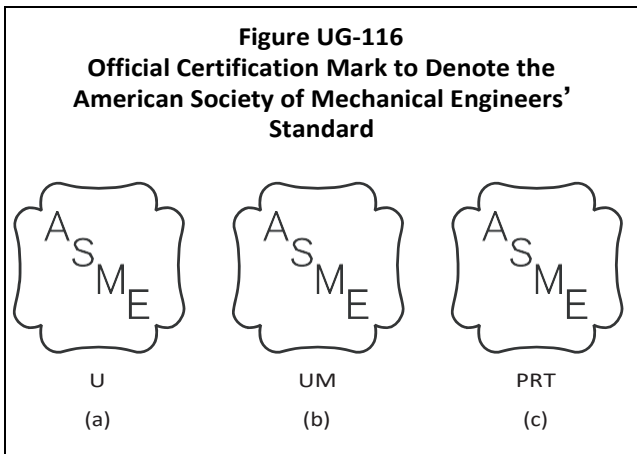 Figure UG-116
Official Certification Mark to Denote the
American Society of Mechanical Engineers’
Standard
ASME ASME ASME
U UM PRT
(a) (b) (c)